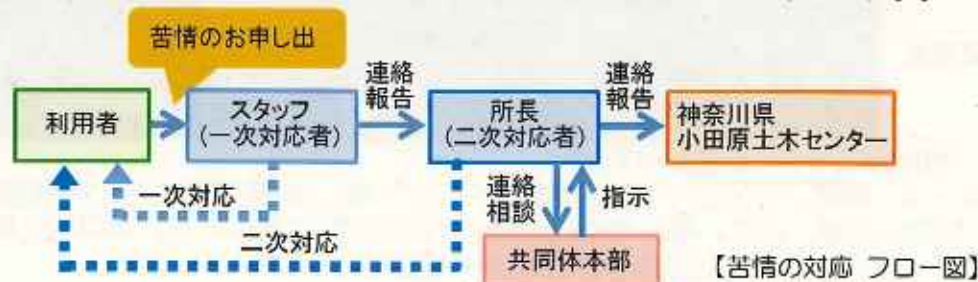 苦情のお申し出
利用者
スタッフ
(一次対応者)
連絡
報告
所長
(二次対応者)
連絡
報告
神奈川県
小田原土木センター
一次対応
二次対応
連絡
相談
指示
共同体本部
【苦情の対応 フロー図】